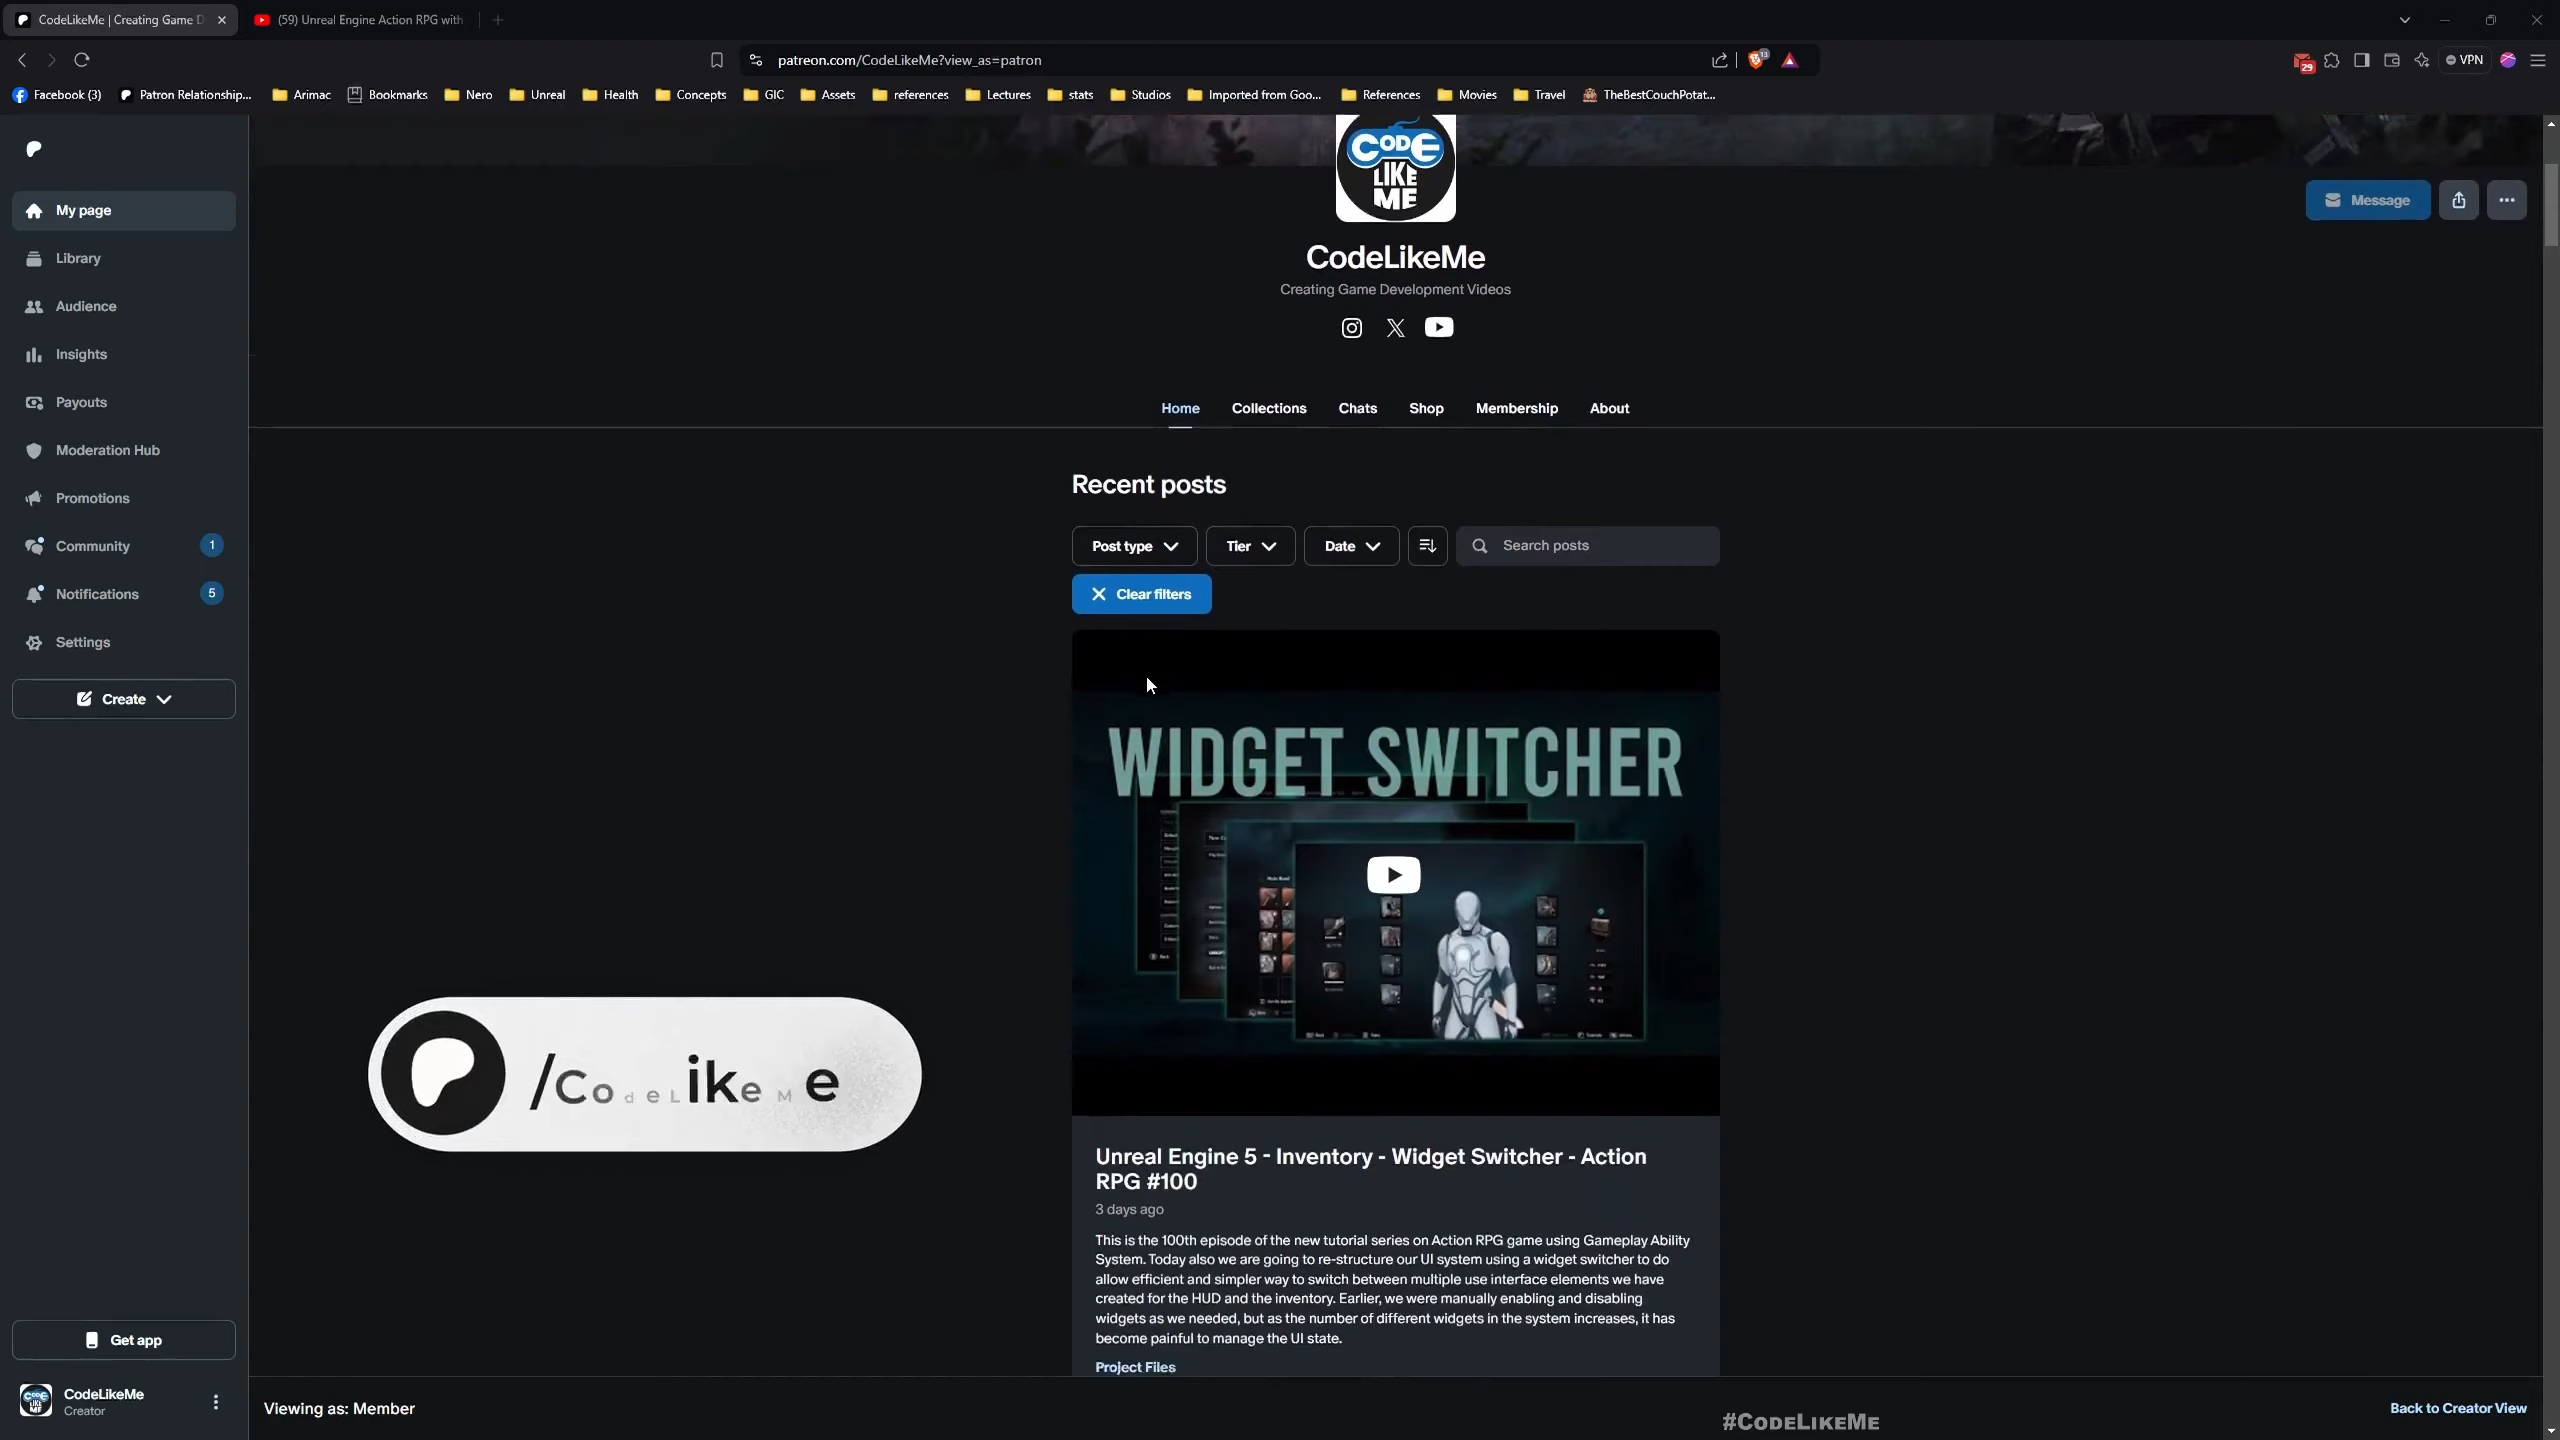 CodeLikeMe | Creating Game D
(59) Unreal Engine Action RPG with
patreon.com/CodeLikeMe?view_as=patron
13
29
VPN
Facebook (3)
Patron Relationship...
Arimac
Bookmarks
Nero
Unreal
Health
Concepts
GIC
Assets
references
Lectures
stats
Studios
Imported from Goo...
References
Movies
Travel
TheBestCouchPotat...
CODE
LIKE
ME
My page
Library
Audience
Insights
Payouts
Moderation Hub
Promotions
Community
1
Notifications
5
Settings
Create
Message
CodeLikeMe
Creating Game Development Videos
Home
Collections
Chats
Shop
Membership
About
Recent posts
Post type
Tier
Date
Search posts
Clear filters
WIDGET SWITCHER
/CodeLikeMe
Unreal Engine 5 - Inventory - Widget Switcher - Action
RPG #100
3 days ago
This is the 100th episode of the new tutorial series on Action RPG game using Gameplay Ability
System. Today also we are going to re-structure our UI system using a widget switcher to do
allow efficient and simpler way to switch between multiple use interface elements we have
created for the HUD and the inventory. Earlier, we were manually enabling and disabling
widgets as we needed, but as the number of different widgets in the system increases, it has
become painful to manage the UI state.
Project Files
Get app
CodeLikeMe
Creator
Viewing as: Member
#CodeLikeMe
Back to Creator View